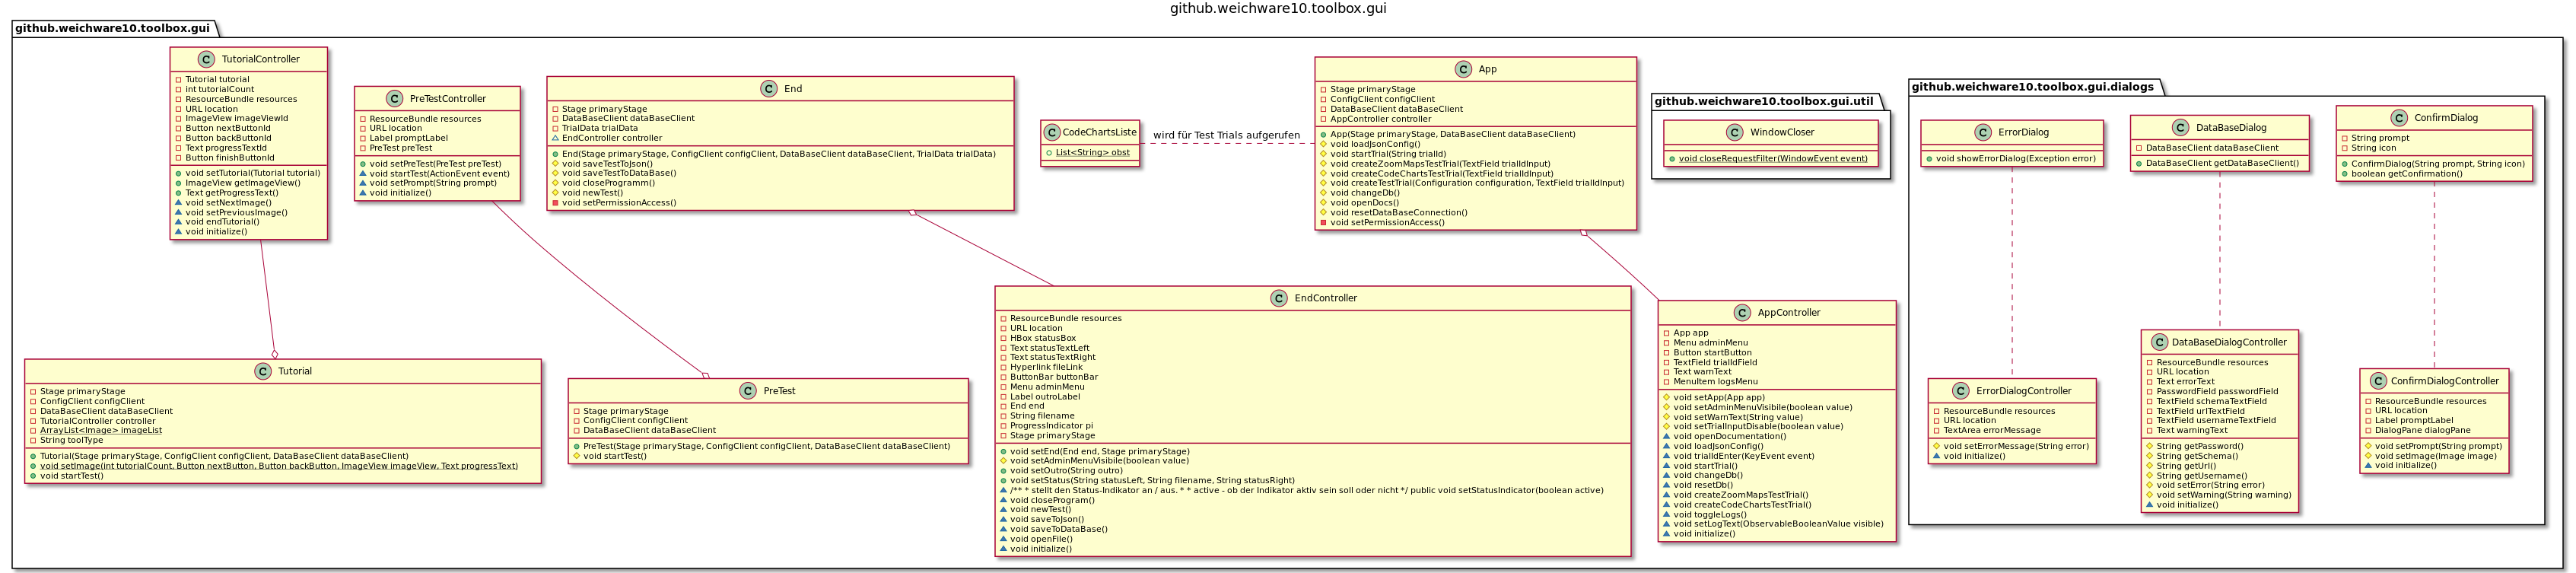 github.weichware10.toolbox.gui
github.weichware10.toolbox.gui
C TutorialController
Tutorial tutorial
int tutorialCount
ResourceBundle resources
URL location
ImageView imageViewId
Button nextButtonId
Button backButtonId
Text progressTextId
Button finishButtonId
void setTutorial(Tutorial tutorial)
ImageView getImageView()
Text getProgressText()
void setNextImage()
void setPreviousImage()
void endTutorial()
void initialize()
C PreTestController
ResourceBundle resources
URL location
Label promptLabel
PreTest preTest
void setPreTest(PreTest preTest)
void startTest(ActionEvent event)
void setPrompt(String prompt)
void initialize()
C End
Stage primaryStage
DataBaseClient dataBaseClient
TrialData trialData
EndController controller
End(Stage primaryStage, ConfigClient configClient, DataBaseClient dataBaseClient, TrialData trialData)
void saveTestToJson()
void saveTestToDataBase()
void closeProgramm()
void newTest()
void setPermissionAccess()
C CodeChartsListe
List<String> obst
wird für Test Trials aufgerufen
C App
Stage primaryStage
ConfigClient configClient
DataBaseClient dataBaseClient
AppController controller
App(Stage primaryStage, DataBaseClient dataBaseClient)
void loadJsonConfig()
void startTrial(String trialId)
void createZoomMapsTestTrial(TextField trialIdInput)
void createCodeChartsTestTrial(TextField trialIdInput)
void createTestTrial(Configuration configuration, TextField trialIdInput)
void changeDb()
void openDocs()
void resetDataBaseConnection()
void setPermissionAccess()
github.weichware10.toolbox.gui.util
C WindowCloser
void closeRequestFilter(WindowEvent event)
github.weichware10.toolbox.gui.dialogs
C ErrorDialog
void showErrorDialog(Exception error)
C DataBaseDialog
DataBaseClient dataBaseClient
DataBaseClient getDataBaseClient()
C ConfirmDialog
String prompt
String icon
ConfirmDialog(String prompt, String icon)
boolean getConfirmation()
C Tutorial
Stage primaryStage
ConfigClient configClient
DataBaseClient dataBaseClient
TutorialController controller
ArrayList<Image> imageList
String toolType
Tutorial(Stage primaryStage, ConfigClient configClient, DataBaseClient dataBaseClient)
void setImage(int tutorialCount, Button nextButton, Button backButton, ImageView imageView, Text progressText)
void startTest()
C PreTest
Stage primaryStage
ConfigClient configClient
DataBaseClient dataBaseClient
PreTest(Stage primaryStage, ConfigClient configClient, DataBaseClient dataBaseClient)
void startTest()
C EndController
ResourceBundle resources
URL location
HBox statusBox
Text statusTextLeft
Text statusTextRight
Hyperlink fileLink
ButtonBar buttonBar
Menu adminMenu
Label outroLabel
End end
String filename
ProgressIndicator pi
Stage primaryStage
void setEnd(End end, Stage primaryStage)
void setAdminMenuVisibile(boolean value)
void setOutro(String outro)
void setStatus(String statusLeft, String filename, String statusRight)
/** * stellt den Status-Indikator an / aus. * * active - ob der Indikator aktiv sein soll oder nicht */ public void setStatusIndicator(boolean active)
void closeProgram()
void newTest()
void saveToJson()
void saveToDataBase()
void openFile()
void initialize()
C AppController
App app
Menu adminMenu
Button startButton
TextField trialIdField
Text warnText
MenuItem logsMenu
void setApp(App app)
void setAdminMenuVisibile(boolean value)
void setWarnText(String value)
void setTrialInputDisable(boolean value)
void openDocumentation()
void loadJsonConfig()
void trialIdEnter(KeyEvent event)
void startTrial()
void changeDb()
void resetDb()
void createZoomMapsTestTrial()
void createCodeChartsTestTrial()
void toggleLogs()
void setLogText(ObservableBooleanValue visible)
void initialize()
C ErrorDialogController
ResourceBundle resources
URL location
TextArea errorMessage
void setErrorMessage(String error)
void initialize()
C DataBaseDialogController
ResourceBundle resources
URL location
Text errorText
PasswordField passwordField
TextField schemaTextField
TextField urlTextField
TextField usernameTextField
Text warningText
String getPassword()
String getSchema()
String getUrl()
String getUsername()
void setError(String error)
void setWarning(String warning)
void initialize()
C ConfirmDialogController
ResourceBundle resources
URL location
Label promptLabel
DialogPane dialogPane
void setPrompt(String prompt)
void setImage(Image image)
void initialize()